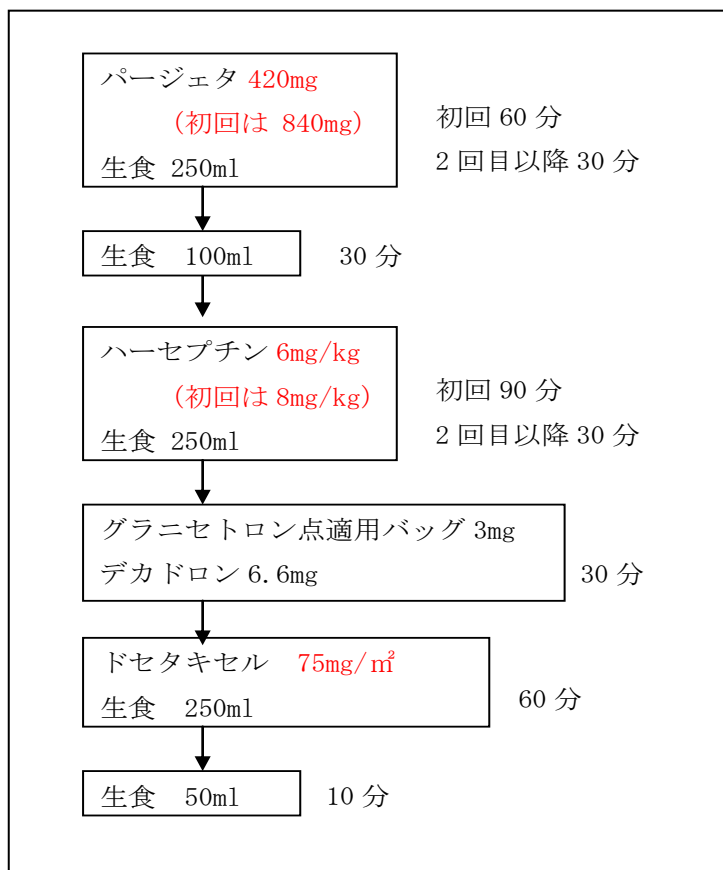 パージェタ 420mg
(初回は 840mg)
生食 250ml
初回 60 分
2 回目以降 30 分
生食 100ml
30 分
ハーセプチン 6mg/kg
(初回は 8mg/kg)
生食 250ml
初回 90 分
2 回目以降 30 分
グラニセトロン点適用バッグ 3mg
デカドロン 6.6mg
30 分
ドセタキセル 75mg/㎡
生食 250ml
60 分
生食 50ml
10 分